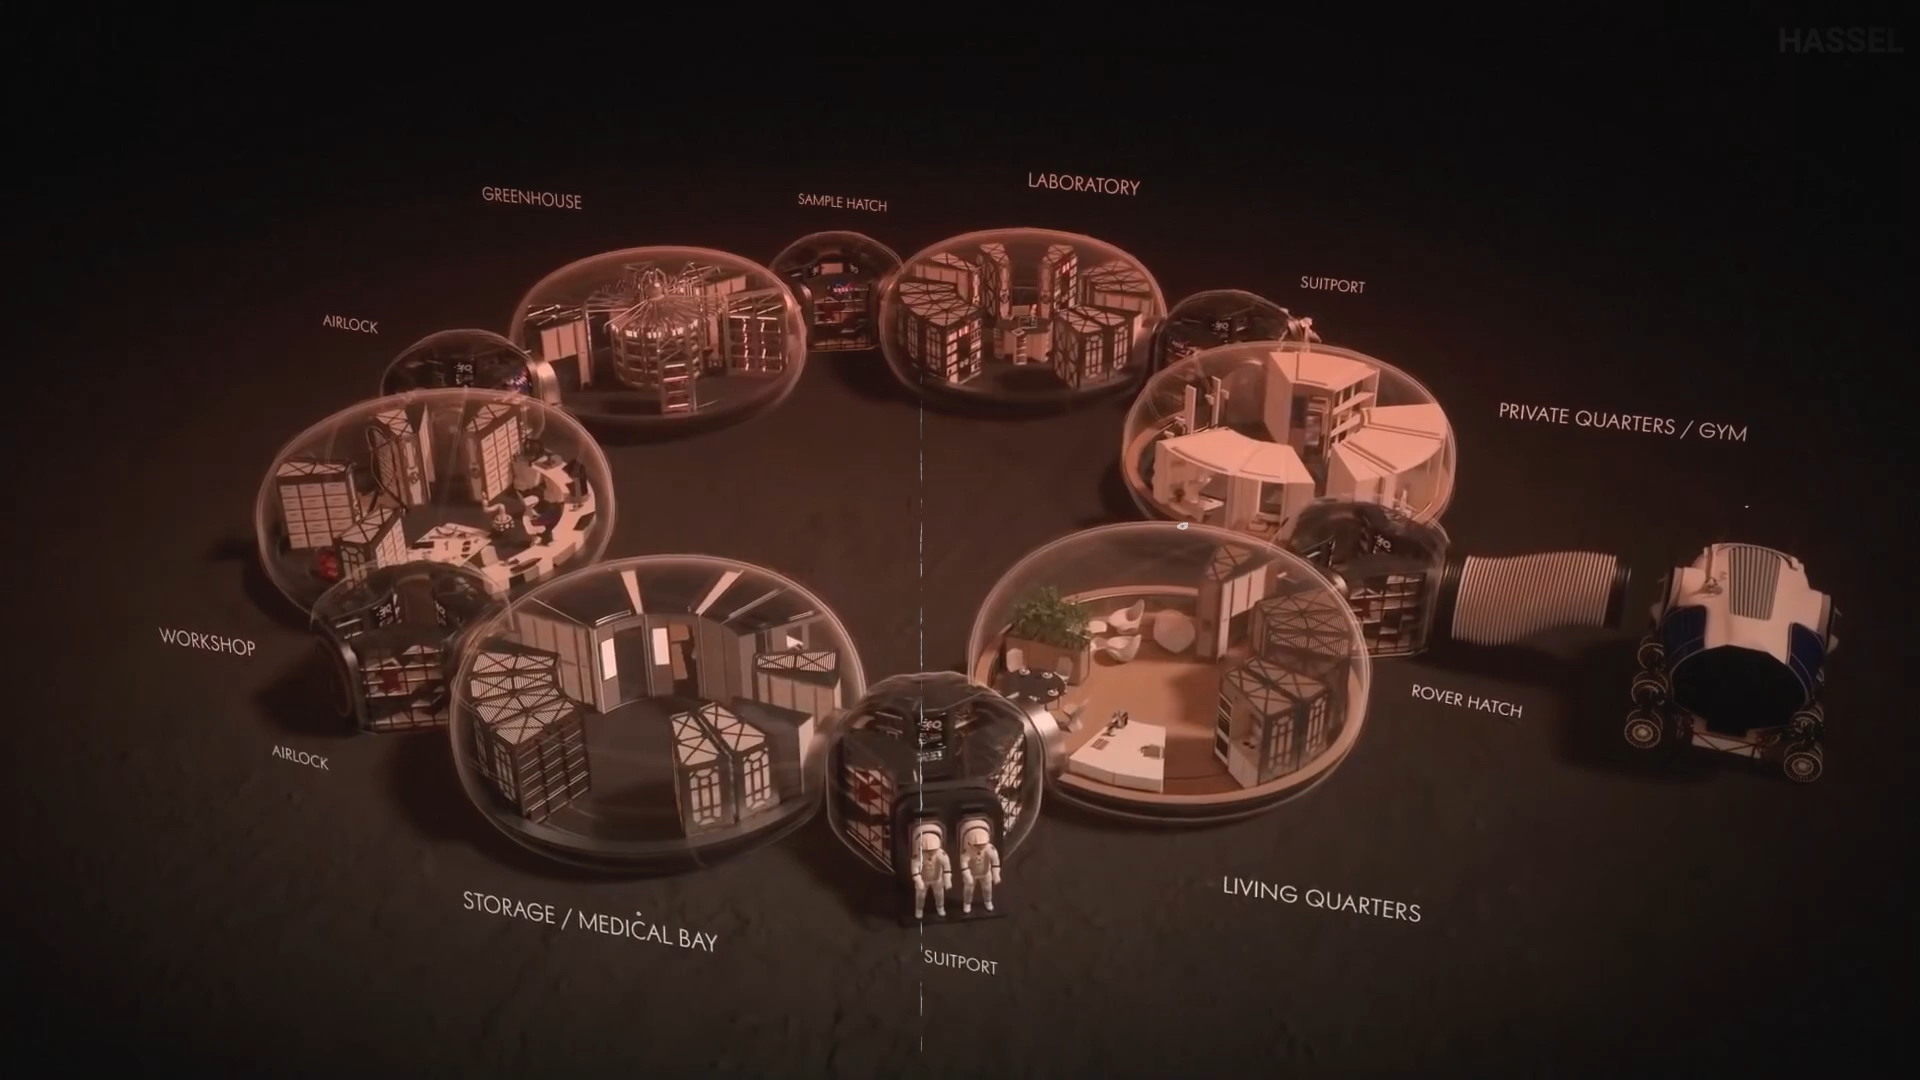 HASSEL
LABORATORY
GREENHOUSE
SAMPLE HATCH
SUITPORT
AIRLOCK
PRIVATE QUARTERS / GYM
WORKSHOP
ROVER HATCH
AIRLOCK
LIVING QUARTERS
STORAGE / MEDICAL BAY
SUITPORT